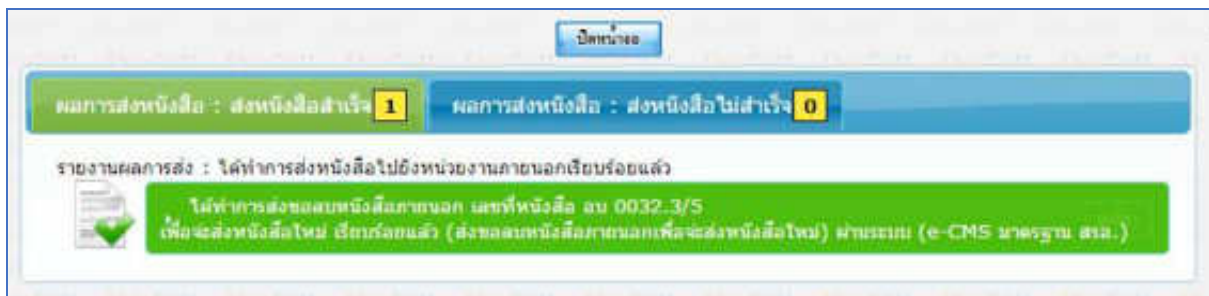 ปิดหน้าจอ
ผลการส่งหนังสือ : ส่งหนังสือสำเร็จ 1 ผลการส่งหนังสือ : ส่งหนังสือไม่สำเร็จ 0
รายงานผลการส่ง : ได้ทำการส่งหนังสือไปยังหน่วยงานภายนอกเรียบร้อยแล้ว
ได้ทำการส่งขอลบหนังสือภายนอก เลขที่หนังสือ อบ 0032.3/5
เพื่อจะส่งหนังสือใหม่ เรียบร้อยแล้ว (ส่งขอลบหนังสือภายนอกเพื่อจะส่งหนังสือใหม่) ผ่านระบบ (e-CMS มาตรฐาน สรอ.)